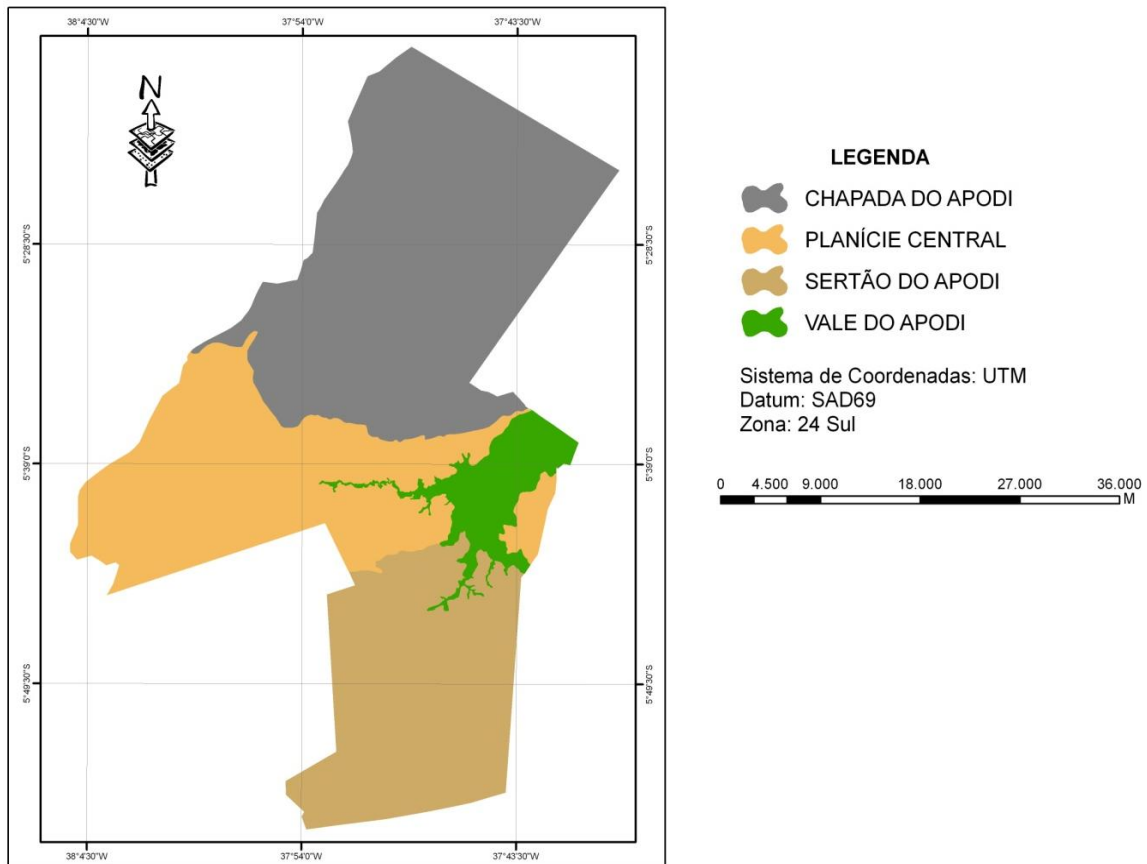 38°4'30"W 37°54'0"W 37°43'30"W
N
5°28'30"S 5°28'30"S
5°39'0"S 5°39'0"S
5°49'30"S 5°49'30"S
38°4'30"W 37°54'0"W 37°43'30"W
LEGENDA
CHAPADA DO APODI
PLANÍCIE CENTRAL
SERTÃO DO APODI
VALE DO APODI
Sistema de Coordenadas: UTM
Datum: SAD69
Zona: 24 Sul
0 4.500 9.000 18.000 27.000 36.000
M